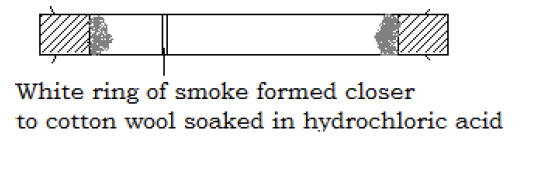 White ring of smoke formed closer
to cotton wool soaked in hydrochloric acid